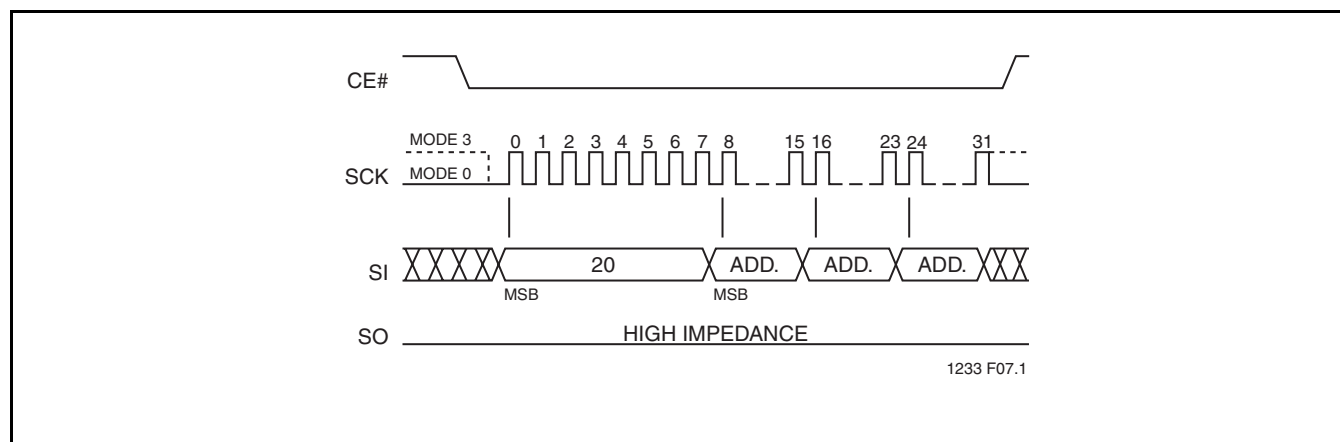 CE#
MODE 3 0 1 2 3 4 5 6 7 8 15 16 23 24 31
SCK MODE 0
SI 20 ADD. ADD. ADD.
MSB MSB
SO HIGH IMPEDANCE
1233 F07.1